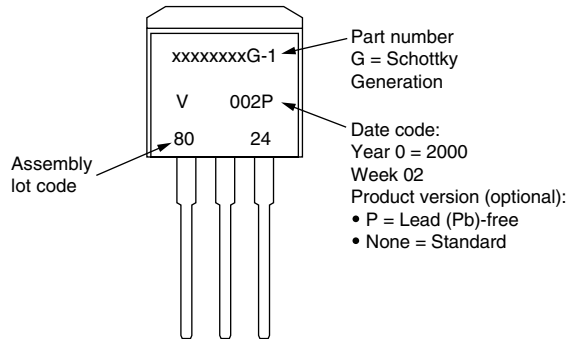 xxxxxxxxG-1
V 002P
80 24
Assembly
lot code
Part number
G = Schottky
Generation
Date code:
Year 0 = 2000
Week 02
Product version (optional):
• P = Lead (Pb)-free
• None = Standard